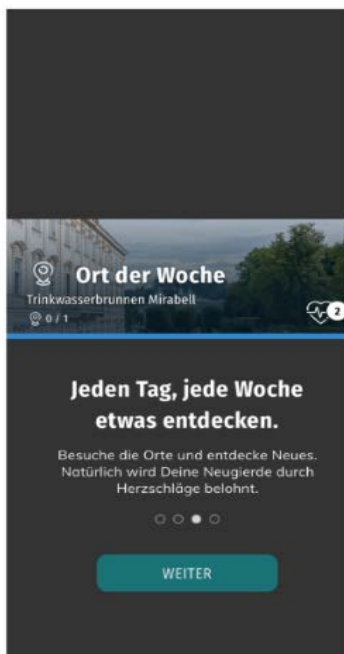 Ort der Woche
Trinkwasserbrunnen Mirabell
0 / 1
2
Jeden Tag, jede Woche
etwas entdecken.
Besuche die Orte und entdecke Neues.
Natürlich wird Deine Neugierde durch
Herzschläge belohnt.
WEITER